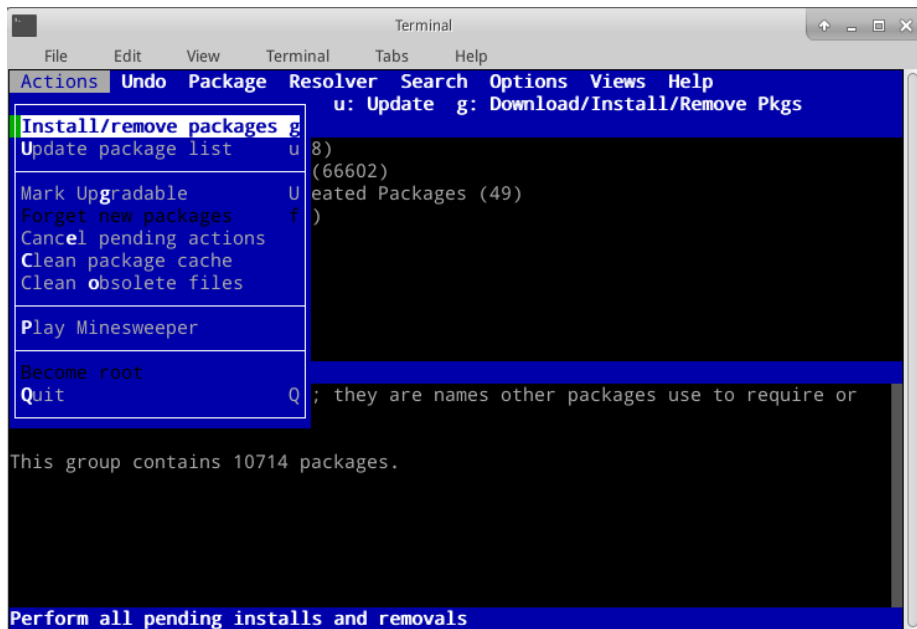 Terminal
File Edit View Terminal Tabs Help
Actions Undo Package Resolver Search Options Views Help
u: Update g: Download/Install/Remove Pkgs
Install/remove packages g
Update package list u 8)
(66602)
Mark Upgradable U eated Packages (49)
Forget new packages f )
Cancel pending actions
Clean package cache
Clean obsolete files
Play Minesweeper
Become root
Quit Q ; they are names other packages use to require or
This group contains 10714 packages.
Perform all pending installs and removals